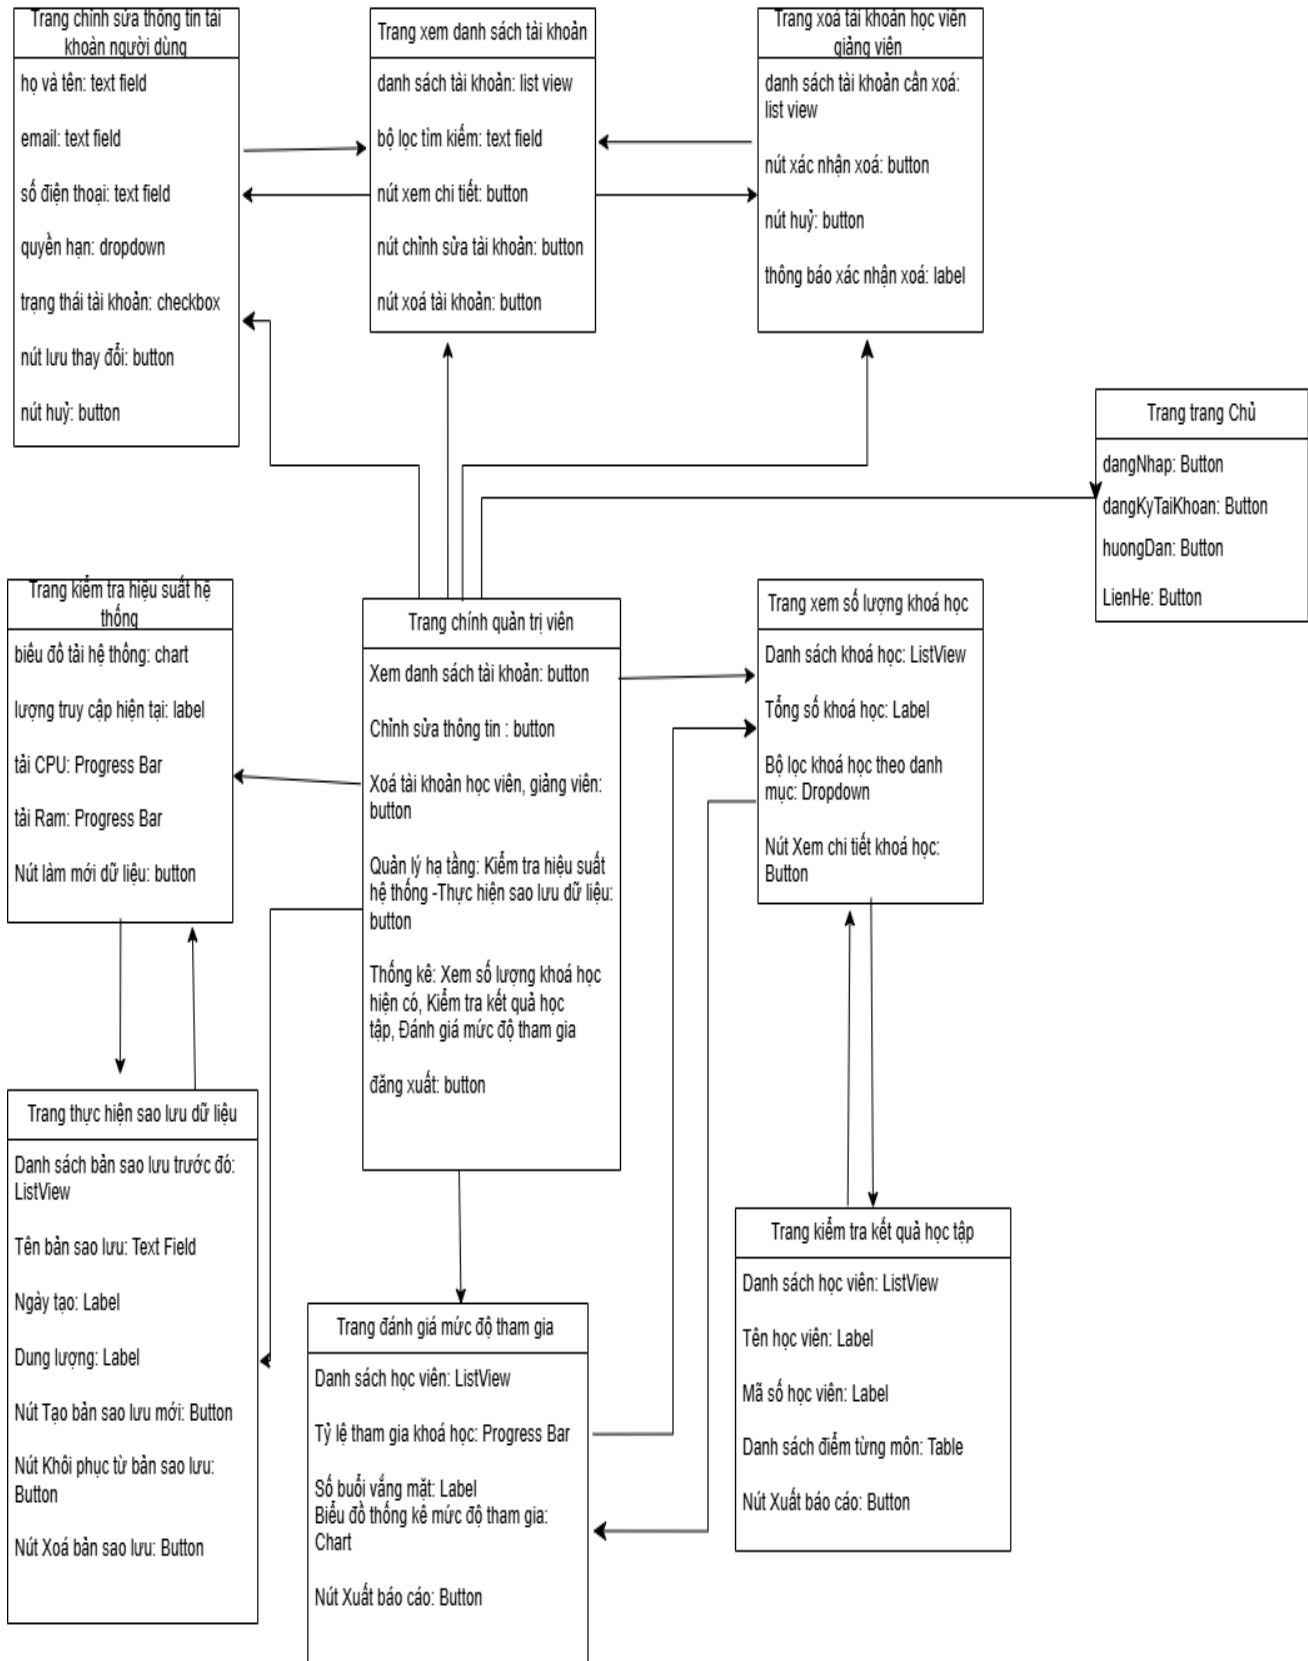 Trang chỉnh sửa thông tin tài
khoản người dùng
họ và tên: text field
email: text field
số điện thoại: text field
quyền hạn: dropdown
trạng thái tài khoản: checkbox
nút lưu thay đổi: button
nút huỷ: button
Trang xem danh sách tài khoản
danh sách tài khoản: list view
bộ lọc tìm kiếm: text field
nút xem chi tiết: button
nút chỉnh sửa tài khoản: button
nút xoá tài khoản: button
Trang xoá tài khoản học viên
giảng viên
danh sách tài khoản cần xoá:
list view
nút xác nhận xoá: button
nút huỷ: button
thông báo xác nhận xoá: label
Trang trang Chủ
dangNhap: Button
dangKyTaiKhoan: Button
huongDan: Button
LienHe: Button
Trang kiểm tra hiệu suất hệ
thống
biểu đồ tải hệ thống: chart
lượng truy cập hiện tại: label
tải CPU: Progress Bar
tải Ram: Progress Bar
Nút làm mới dữ liệu: button
Trang chính quản trị viên
Xem danh sách tài khoản: button
Chỉnh sửa thông tin : button
Xoá tài khoản học viên, giảng viên:
button
Quản lý hạ tầng: Kiểm tra hiệu suất
hệ thống -Thực hiện sao lưu dữ liệu:
button
Thống kê: Xem số lượng khoá học
hiện có, Kiểm tra kết quả học
tập, Đánh giá mức độ tham gia
đăng xuất: button
Trang xem số lượng khoá học
Danh sách khoá học: ListView
Tổng số khoá học: Label
Bộ lọc khoá học theo danh
mục: Dropdown
Nút Xem chi tiết khoá học:
Button
Trang thực hiện sao lưu dữ liệu
Danh sách bản sao lưu trước đó:
ListView
Tên bản sao lưu: Text Field
Ngày tạo: Label
Dung lượng: Label
Nút Tạo bản sao lưu mới: Button
Nút Khôi phục từ bản sao lưu:
Button
Nút Xoá bản sao lưu: Button
Trang đánh giá mức độ tham gia
Danh sách học viên: ListView
Tỷ lệ tham gia khoá học: Progress Bar
Số buổi vắng mặt: Label
Biểu đồ thống kê mức độ tham gia:
Chart
Nút Xuất báo cáo: Button
Trang kiểm tra kết quả học tập
Danh sách học viên: ListView
Tên học viên: Label
Mã số học viên: Label
Danh sách điểm từng môn: Table
Nút Xuất báo cáo: Button